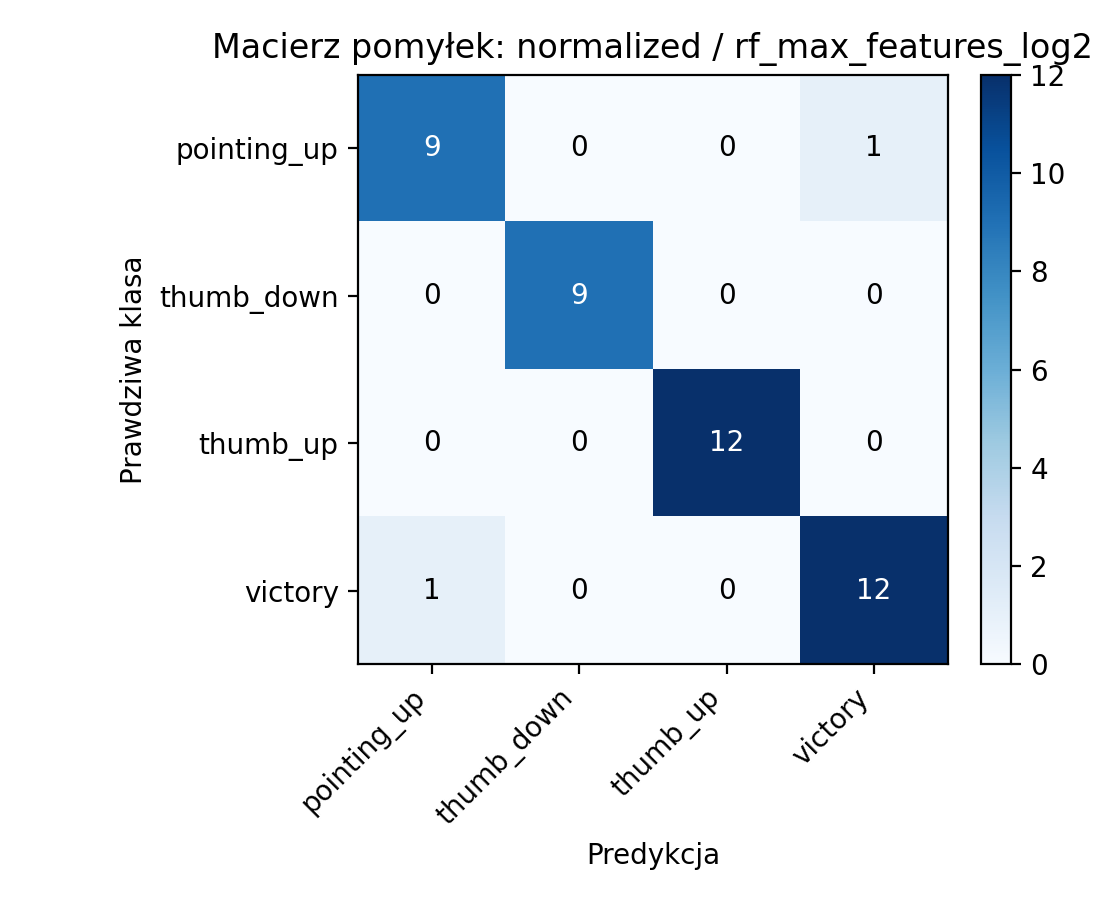 Macierz pomyłek: normalized / rf_max_features_log2
pointing_up 9 0 0 1
thumb_down 0 9 0 0
thumb_up 0 0 12 0
victory 1 0 0 12
Prawdziwa klasa
pointing_up
thumb_down
thumb_up
victory
Predykcja
12
10
8
6
4
2
0